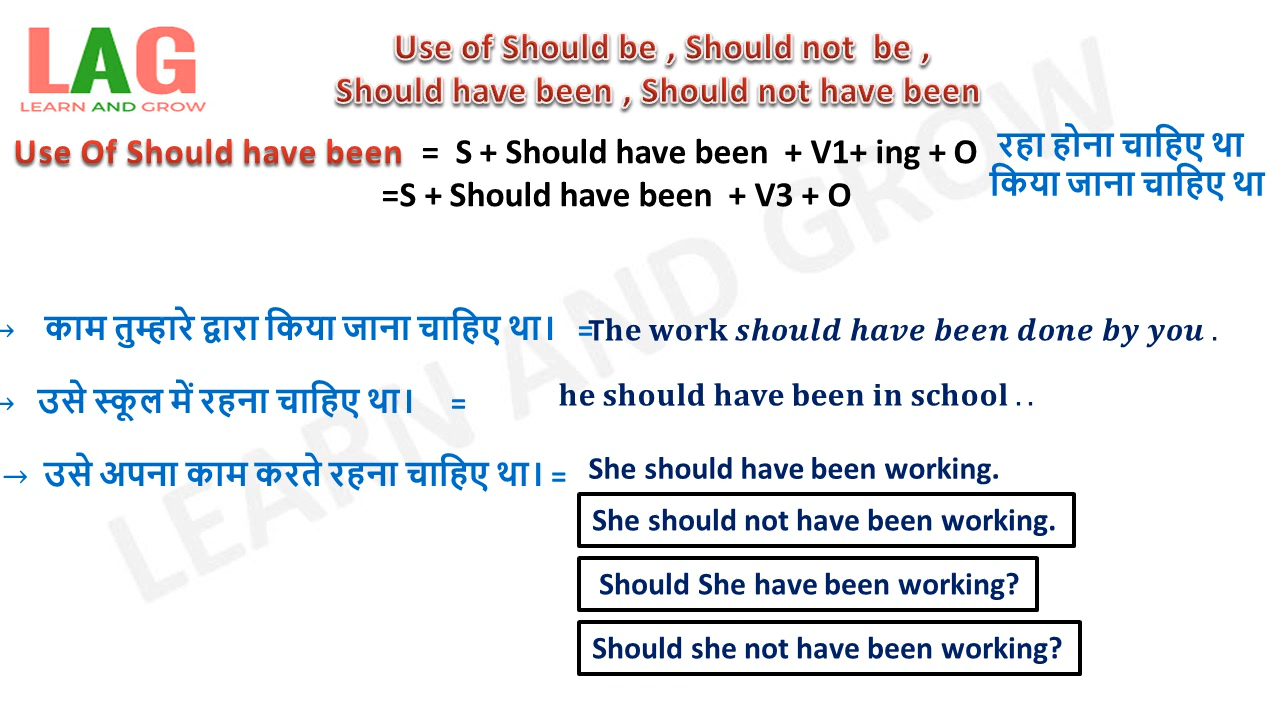 LAG
LEARN AND GROW
Use of Should be , Should not be ,
Should have been , Should not have been
Use Of Should have been = S + Should have been + V1+ ing + O रहा होना चाहिए था
=S + Should have been + V3 + O किया जाना चाहिए था
→ काम तुम्हारे द्वारा किया जाना चाहिए था। = The work should have been done by you .
→ उसे स्कूल में रहना चाहिए था। = he should have been in school . .
→ उसे अपना काम करते रहना चाहिए था। = She should have been working.
She should not have been working.
Should She have been working?
Should she not have been working?
LEARN AND GROW